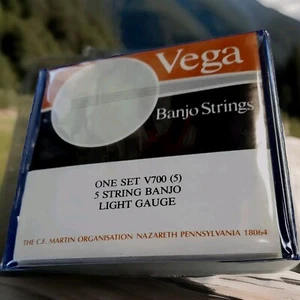 Vega
Banjo Strings
ONE SET V700 (5)
5 STRING BANJO
LIGHT GAUGE
THE C.F. MARTIN ORGANISATION NAZARETH PENNSYLVANIA 18064